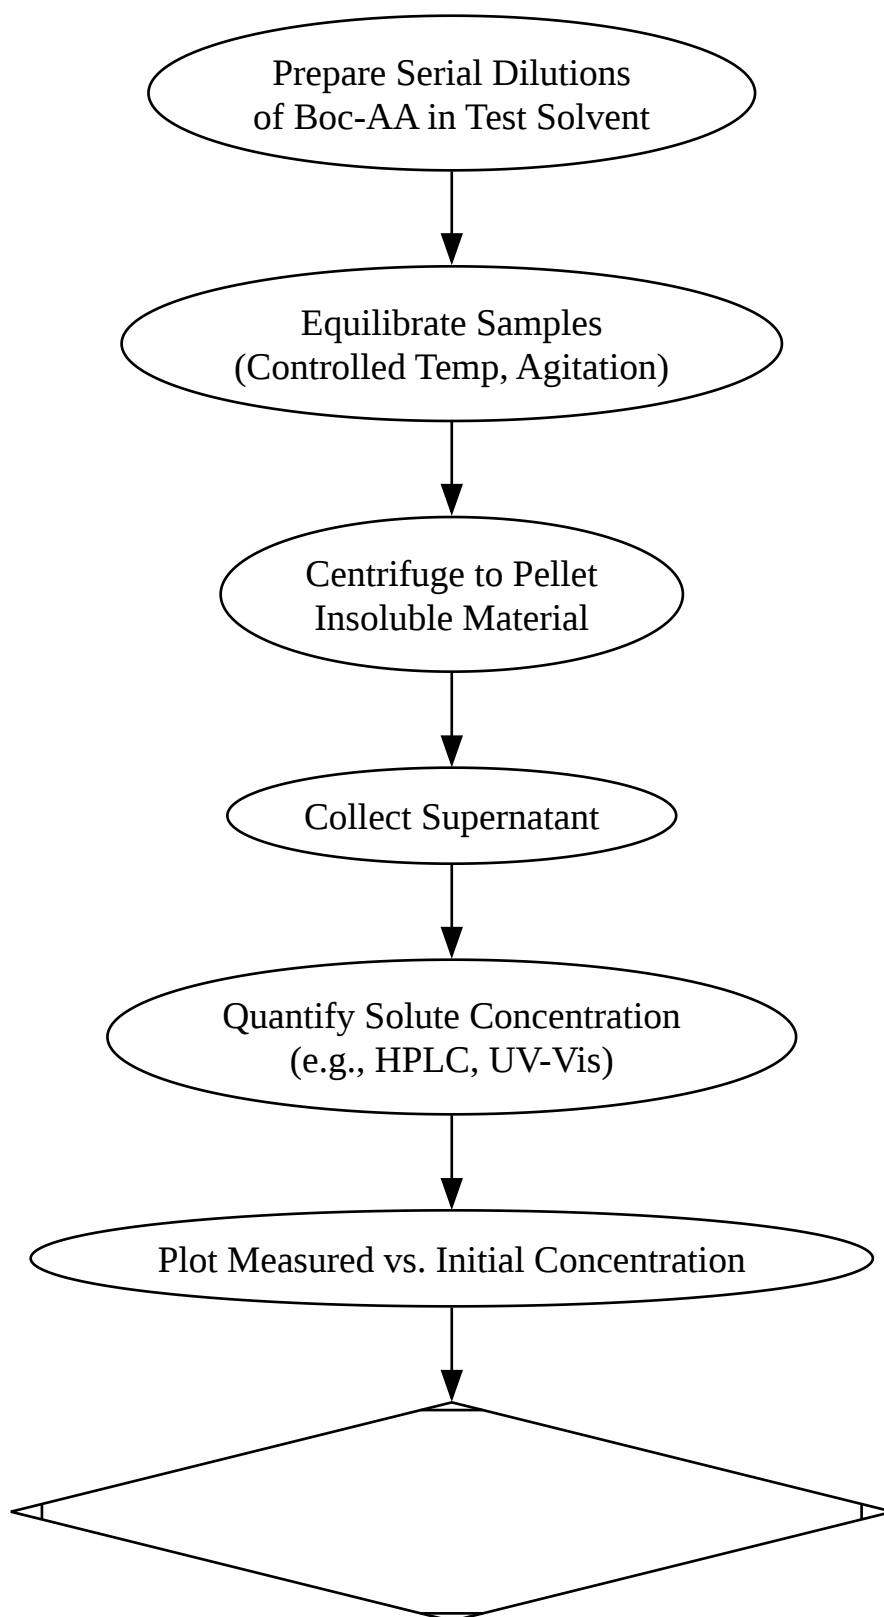 Prepare Serial Dilutions
of Boc-AA in Test Solvent
Equilibrate Samples
(Controlled Temp, Agitation)
Centrifuge to Pellet
Insoluble Material
Collect Supernatant
Quantify Solute Concentration
(e.g., HPLC, UV-Vis)
Plot Measured vs. Initial Concentration